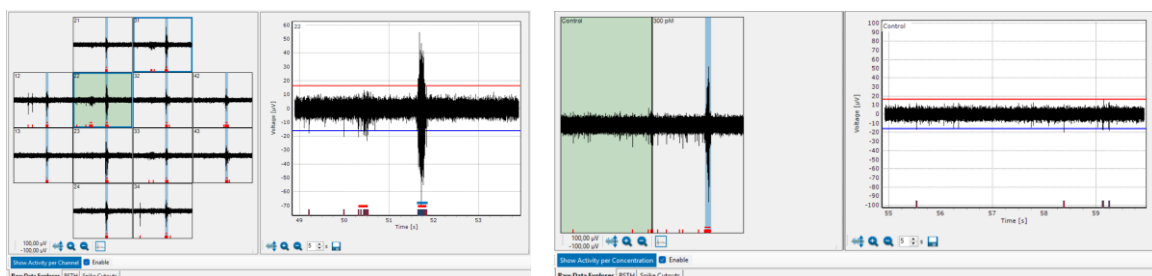 21 31
12 22 32 42
13 23 33 43
24 34
100,00 µV
-100,00 µV
5 s
Show Activity per Channel Enable
Raw Data Explorer PSTH Spike Cutouts
22
60
50
40
30
20
10
0
-10
-20
-30
-40
-50
-60
-70
Voltage [µV]
49 50 51 52 53
Time [s]
5 s
Control 300 pM
100,00 µV
-100,00 µV
Show Activity per Concentration Enable
Raw Data Explorer PSTH Spike Cutouts
Control
100
90
80
70
60
50
40
30
20
10
0
-10
-20
-30
-40
-50
-60
-70
-80
-90
-100
Voltage [µV]
55 56 57 58 59
Time [s]
5 s